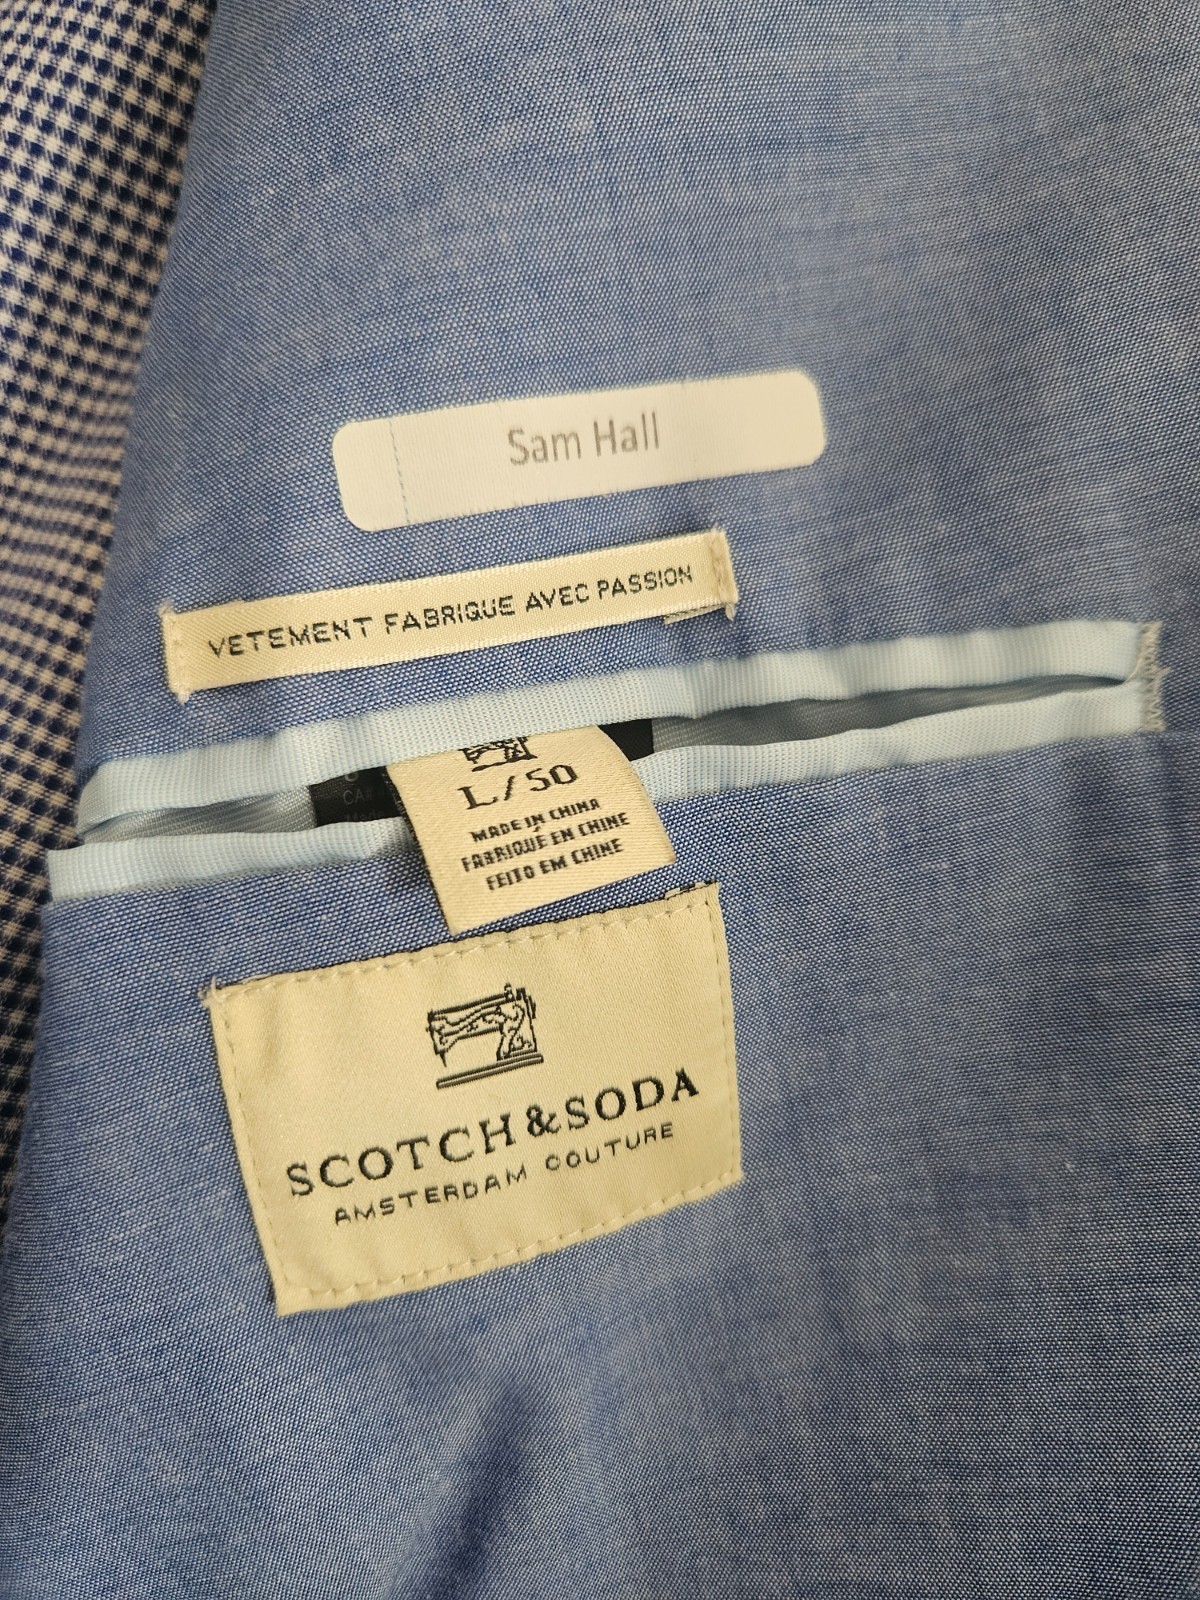 Sam Hall
VETEMENT FABRIQUE AVEC PASSION
L/50
MADE IN CHINA
FABRIQUÉ EN CHINE
FEITO EM CHINE
SCOTCH & SODA
AMSTERDAM COUTURE